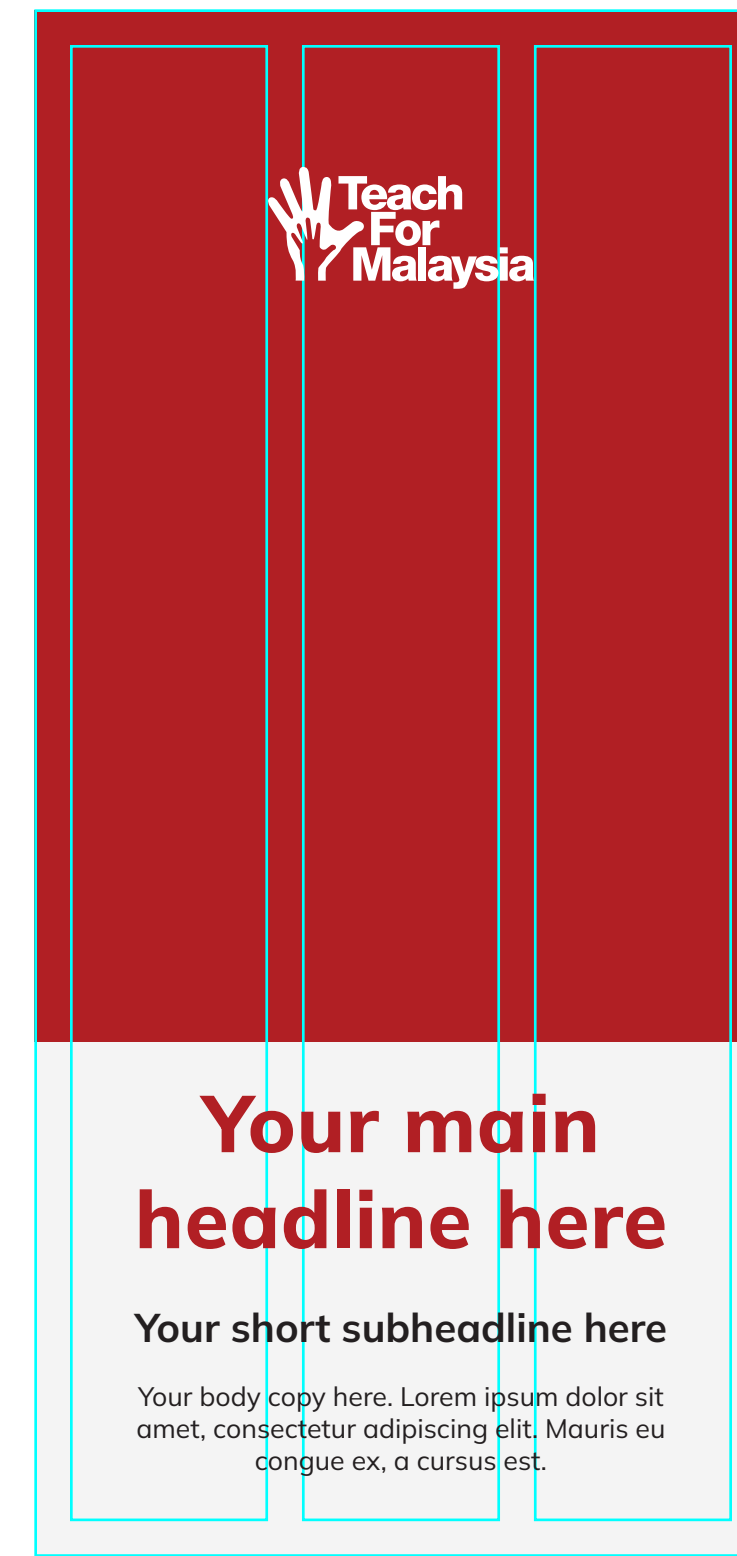 Teach
For
Malaysia
Your main
headline here
Your short subheadline here
Your body copy here. Lorem ipsum dolor sit
amet, consectetur adipiscing elit. Mauris eu
congue ex, a cursus est.